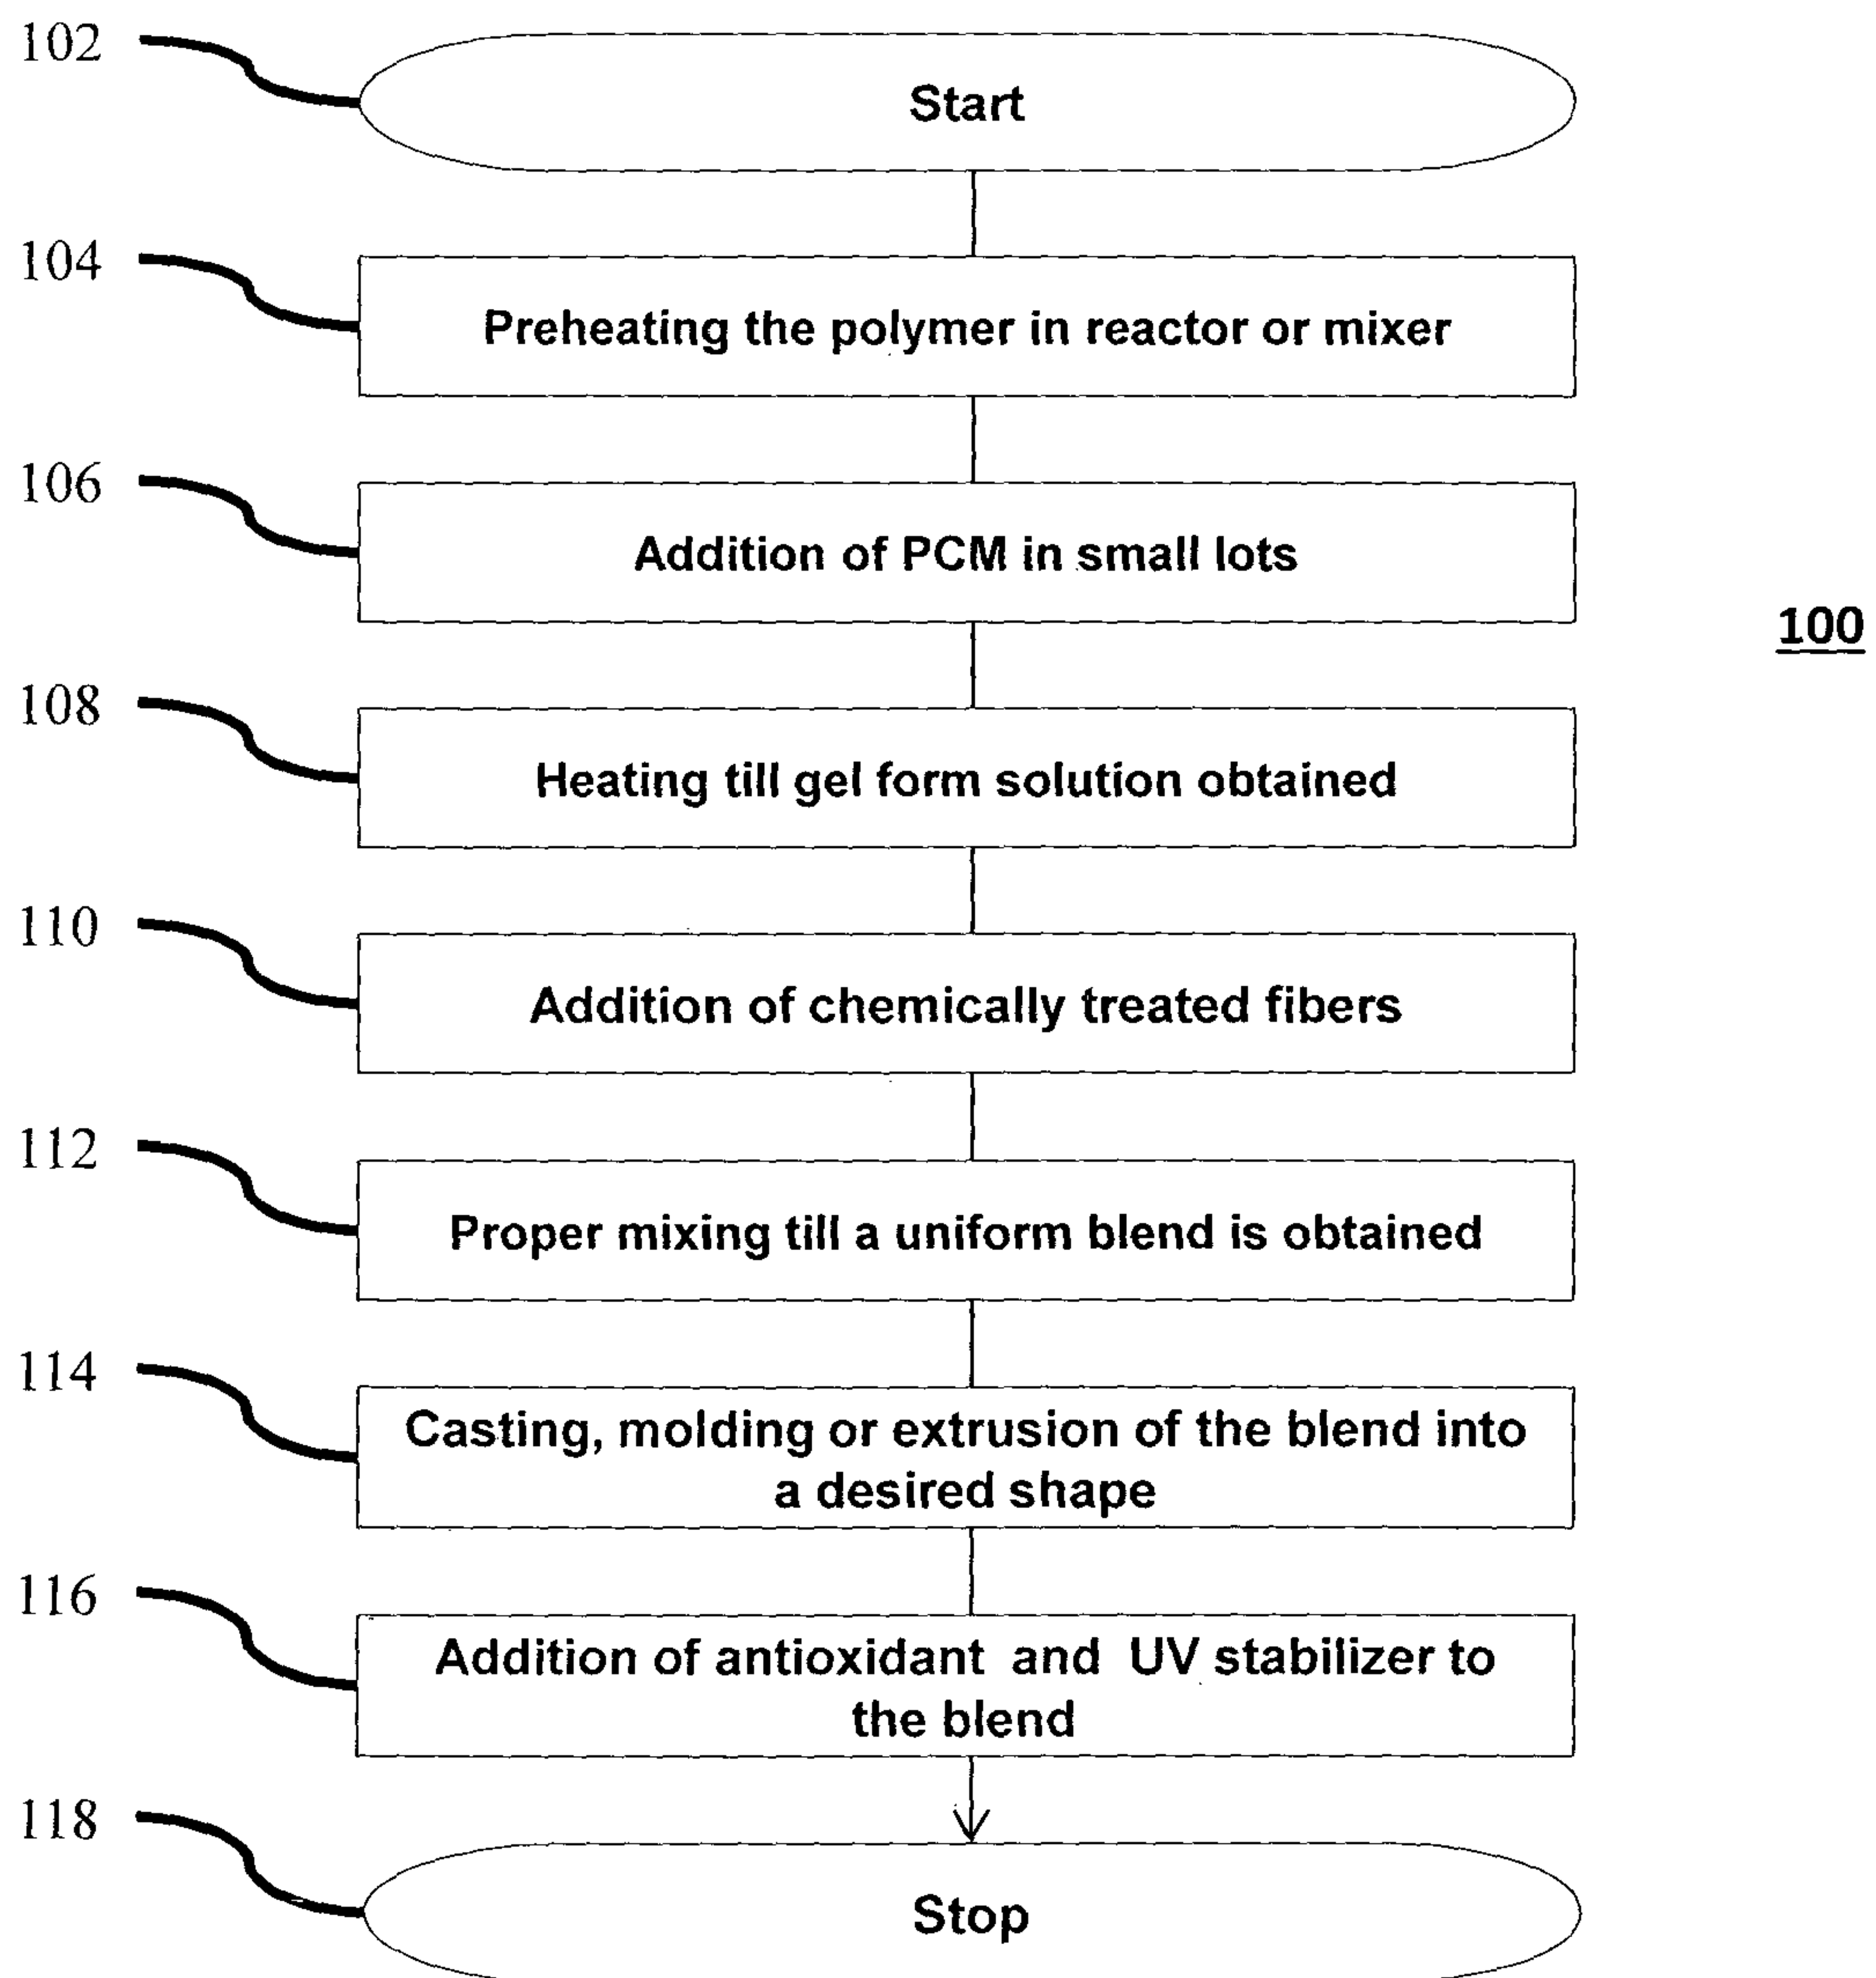 102
Start
104
Preheating the polymer in reactor or mixer
106
Addition of PCM in small lots
100
108
Heating till gel form solution obtained
110
Addition of chemically treated fibers
112
Proper mixing till a uniform blend is obtained
114
Casting, molding or extrusion of the blend into
a desired shape
116
Addition of antioxidant and UV stabilizer to
the blend
118
Stop